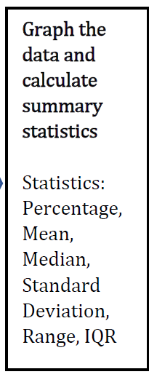 Graph the
data and
calculate
summary
statistics
Statistics:
Percentage,
Mean,
Median,
Standard
Deviation,
Range, IQR